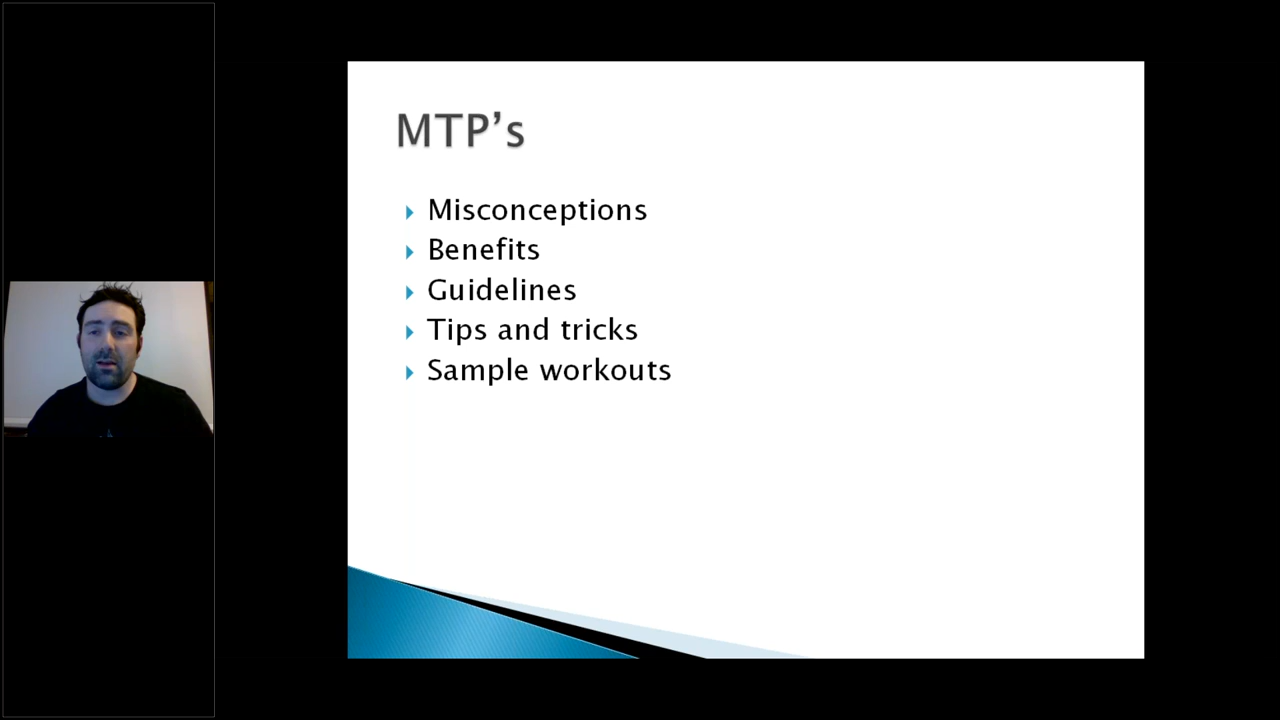 MTP’s
Misconceptions
Benefits
Guidelines
Tips and tricks
Sample workouts